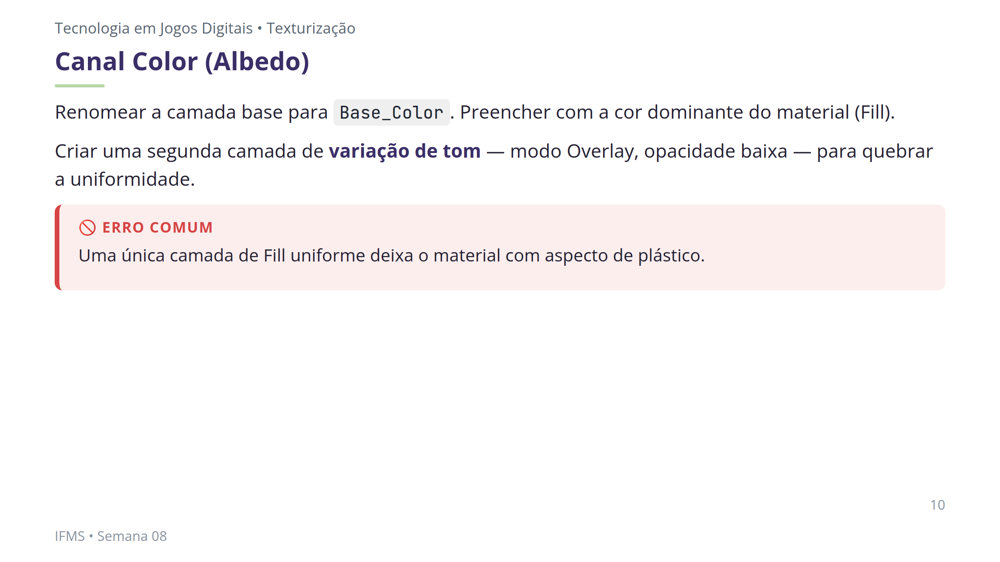 Tecnologia em Jogos Digitais • Texturização
Canal Color (Albedo)
Renomear a camada base para Base_Color. Preencher com a cor dominante do material (Fill).
Criar uma segunda camada de variação de tom — modo Overlay, opacidade baixa — para quebrar
a uniformidade.
🚫 ERRO COMUM
Uma única camada de Fill uniforme deixa o material com aspecto de plástico.
10
IFMS • Semana 08